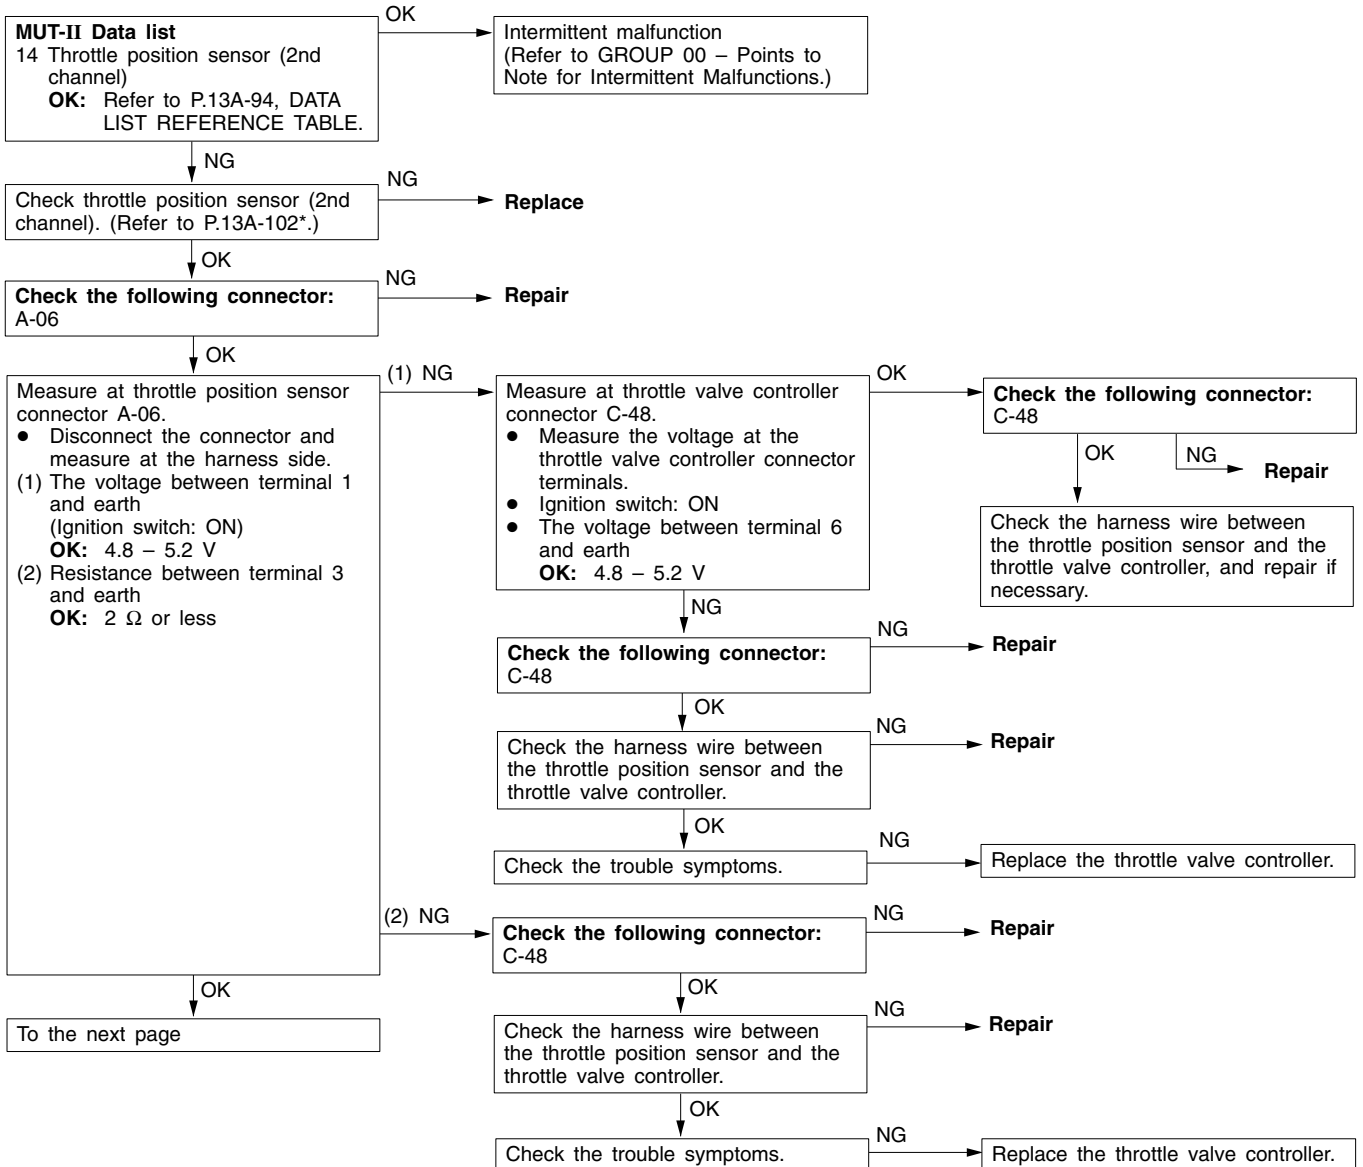 MUT-II Data list
14 Throttle position sensor (2nd
channel)
OK: Refer to P.13A-94, DATA
LIST REFERENCE TABLE.
OK
Intermittent malfunction
(Refer to GROUP 00 – Points to
Note for Intermittent Malfunctions.)
NG
Check throttle position sensor (2nd
channel). (Refer to P.13A-102*.)
NG
Replace
OK
Check the following connector:
A-06
NG
Repair
OK
Measure at throttle position sensor
connector A-06.
● Disconnect the connector and
measure at the harness side.
(1) The voltage between terminal 1
and earth
(Ignition switch: ON)
OK: 4.8 – 5.2 V
(2) Resistance between terminal 3
and earth
OK: 2 Ω or less
(1) NG
Measure at throttle valve controller
connector C-48.
● Measure the voltage at the
throttle valve controller connector
terminals.
● Ignition switch: ON
● The voltage between terminal 6
and earth
OK: 4.8 – 5.2 V
OK
Check the following connector:
C-48
OK
NG
Repair
Check the harness wire between
the throttle position sensor and the
throttle valve controller, and repair if
necessary.
NG
Check the following connector:
C-48
NG
Repair
OK
Check the harness wire between
the throttle position sensor and the
throttle valve controller.
NG
Repair
OK
Check the trouble symptoms.
NG
Replace the throttle valve controller.
(2) NG
Check the following connector:
C-48
NG
Repair
OK
Check the harness wire between
the throttle position sensor and the
throttle valve controller.
NG
Repair
OK
Check the trouble symptoms.
NG
Replace the throttle valve controller.
OK
To the next page